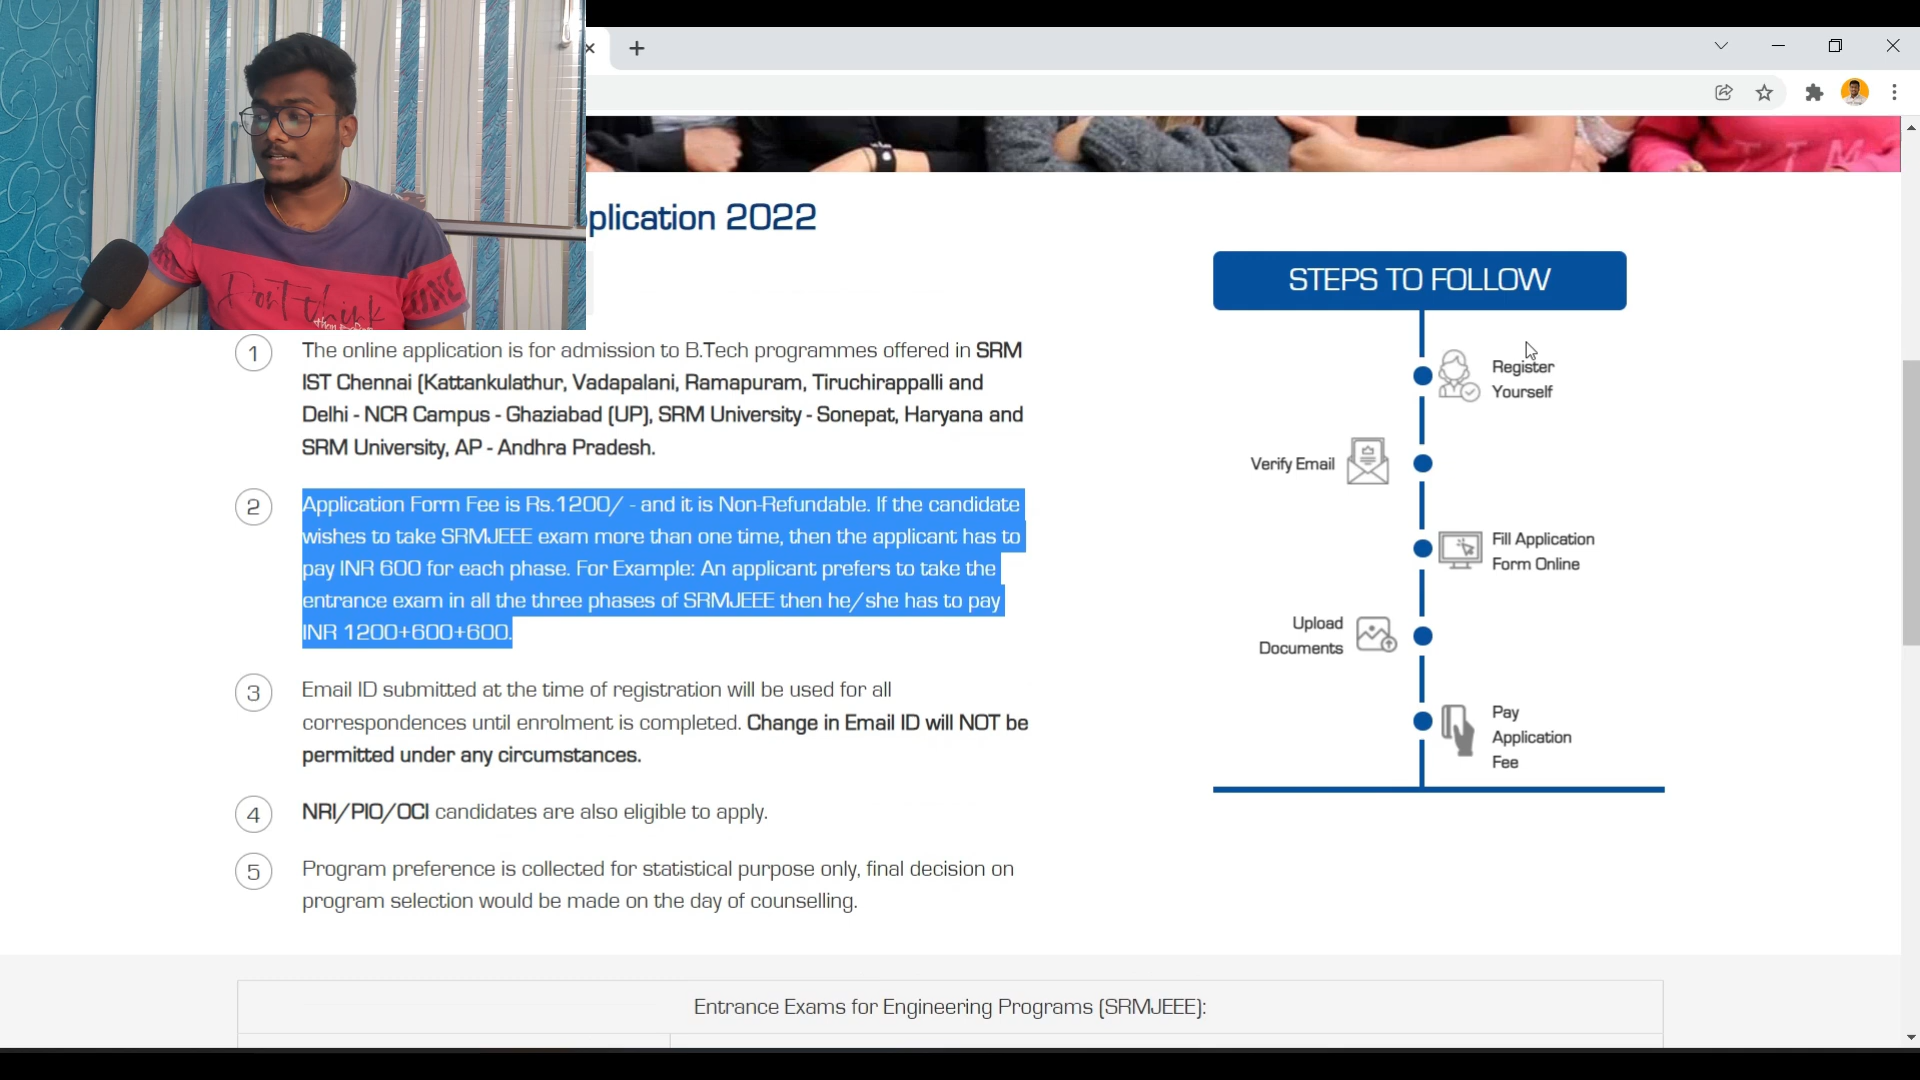 plication 2022
STEPS TO FOLLOW
1
The online application is for admission to B.Tech programmes offered in SRM
IST Chennai (Kattankulathur, Vadapalani, Ramapuram, Tiruchirappalli and
Delhi - NCR Campus - Ghaziabad (UP), SRM University - Sonepat, Haryana and
SRM University, AP - Andhra Pradesh.
2
Application Form Fee is Rs.1200/ - and it is Non-Refundable. If the candidate
wishes to take SRMJEEE exam more than one time, then the applicant has to
pay INR 600 for each phase. For Example: An applicant prefers to take the
entrance exam in all the three phases of SRMJEEE then he/she has to pay
INR 1200+600+600.
3
Email ID submitted at the time of registration will be used for all
correspondences until enrolment is completed. Change in Email ID will NOT be
permitted under any circumstances.
4
NRI/PIO/OCI candidates are also eligible to apply.
5
Program preference is collected for statistical purpose only, final decision on
program selection would be made on the day of counselling.
Register
Yourself
Verify Email
Fill Application
Form Online
Upload
Documents
Pay
Application
Fee
Entrance Exams for Engineering Programs (SRMJEEE):
Don't think